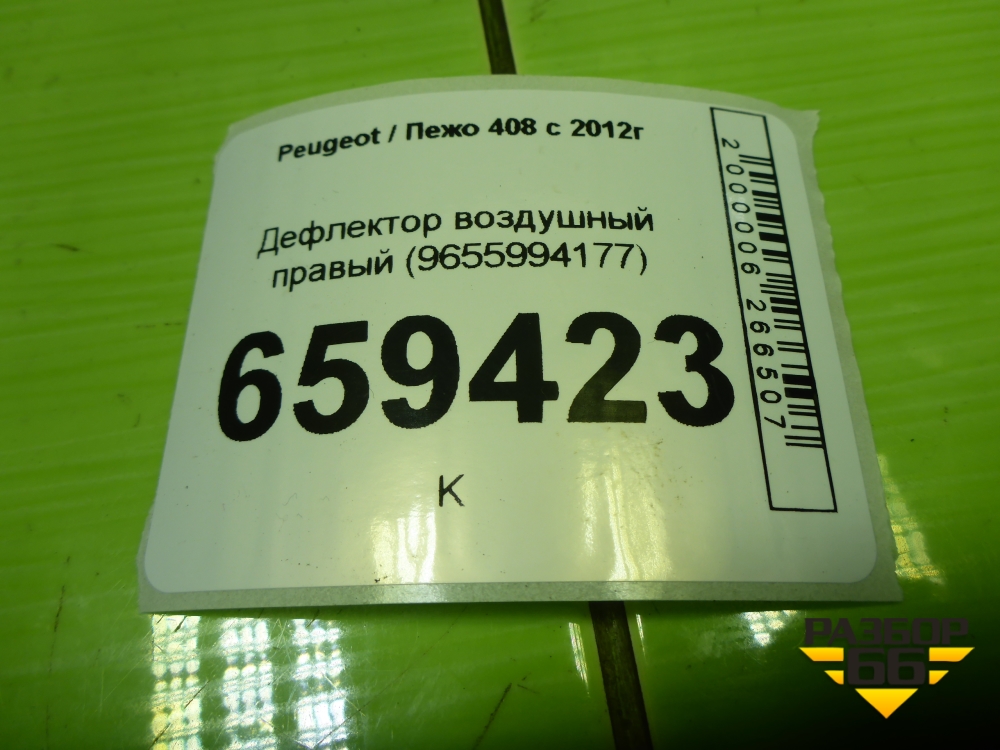 Peugeot / Пежо 408 с 2012г
Дефлектор воздушный
правый (9655994177)
659423
К
2000006266507
РАЗБОР
66